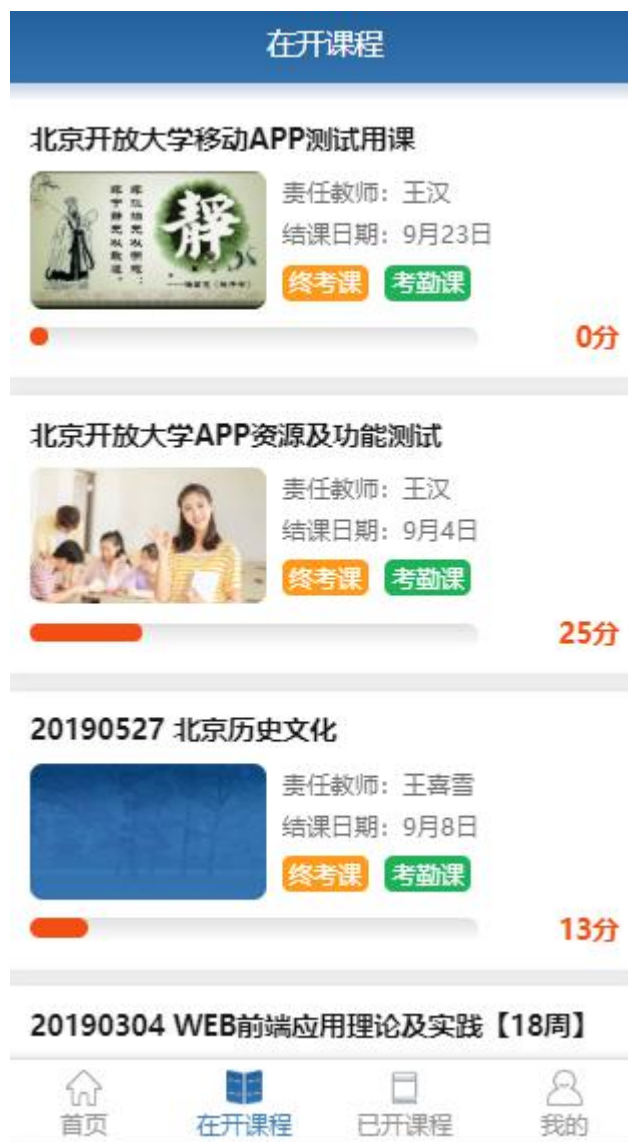 在开课程
北京开放大学移动APP测试用课
靜
责任教师：王汉
结课日期：9月23日
终考课 考勤课
0分
北京开放大学APP资源及功能测试
责任教师：王汉
结课日期：9月4日
终考课 考勤课
25分
20190527 北京历史文化
责任教师：王喜雪
结课日期：9月8日
终考课 考勤课
13分
20190304 WEB前端应用理论及实践【18周】
首页 在开课程 已开课程 我的